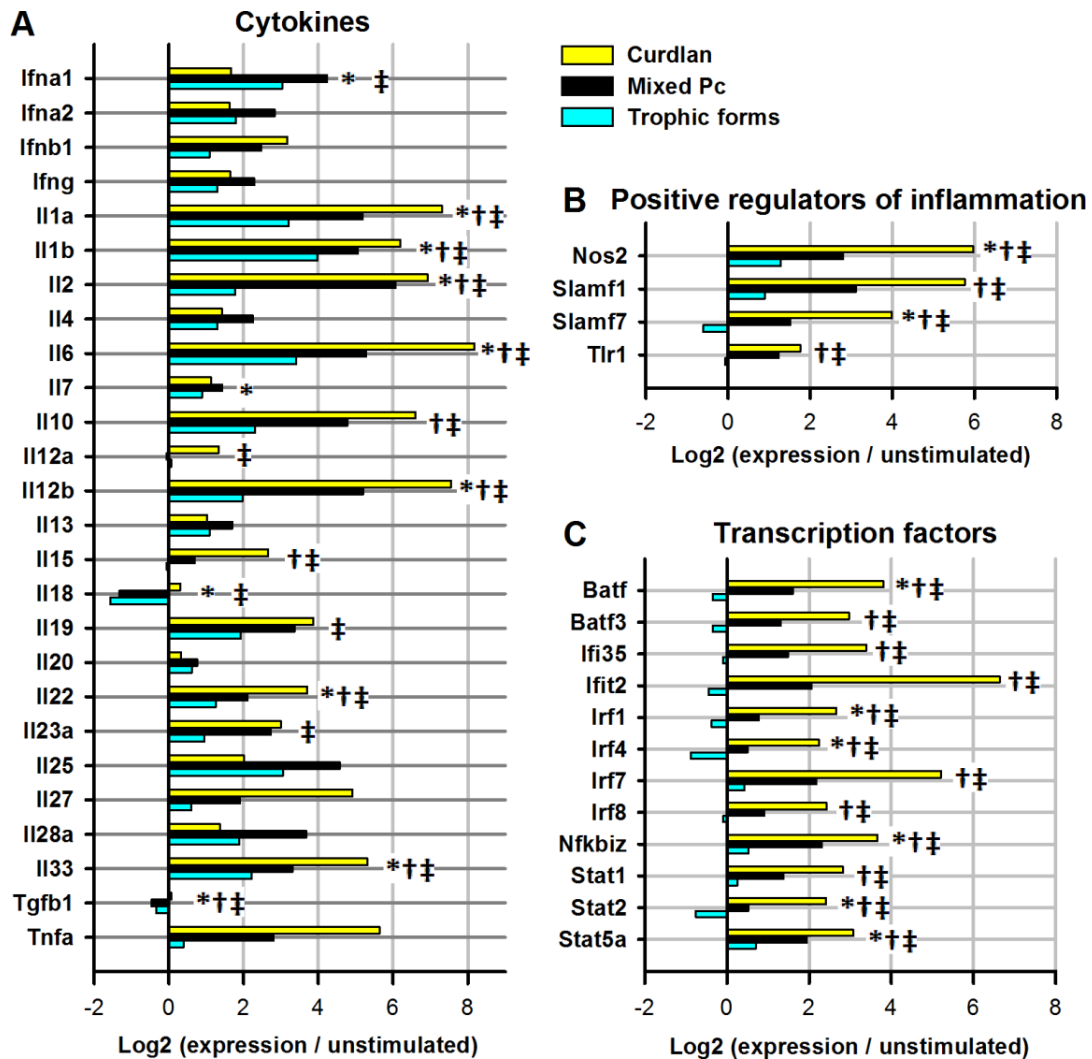 A
Cytokines
Ifna1
* ‡
Ifna2
Ifnb1
Ifng
Il1a
*†‡
Il1b
*†‡
Il2
*†‡
Il4
Il6
*†‡
Il7
*
Il10
†‡
Il12a
‡
Il12b
*†‡
Il13
Il15
†‡
Il18
* ‡
Il19
‡
Il20
Il22
*†‡
Il23a
‡
Il25
Il27
Il28a
Il33
*†‡
Tgfb1
*†‡
Tnfa
-2 0 2 4 6 8
Log2 (expression / unstimulated)
Curdlan
Mixed Pc
Trophic forms
B
Positive regulators of inflammation
Nos2
*†‡
Slamf1
†‡
Slamf7
*†‡
Tlr1
†‡
-2 0 2 4 6 8
Log2 (expression / unstimulated)
C
Transcription factors
Batf
*†‡
Batf3
†‡
Ifi35
†‡
Ifit2
†‡
Irf1
*†‡
Irf4
*†‡
Irf7
†‡
Irf8
†‡
Nfkbiz
*†‡
Stat1
†‡
Stat2
*†‡
Stat5a
*†‡
-2 0 2 4 6 8
Log2 (expression / unstimulated)